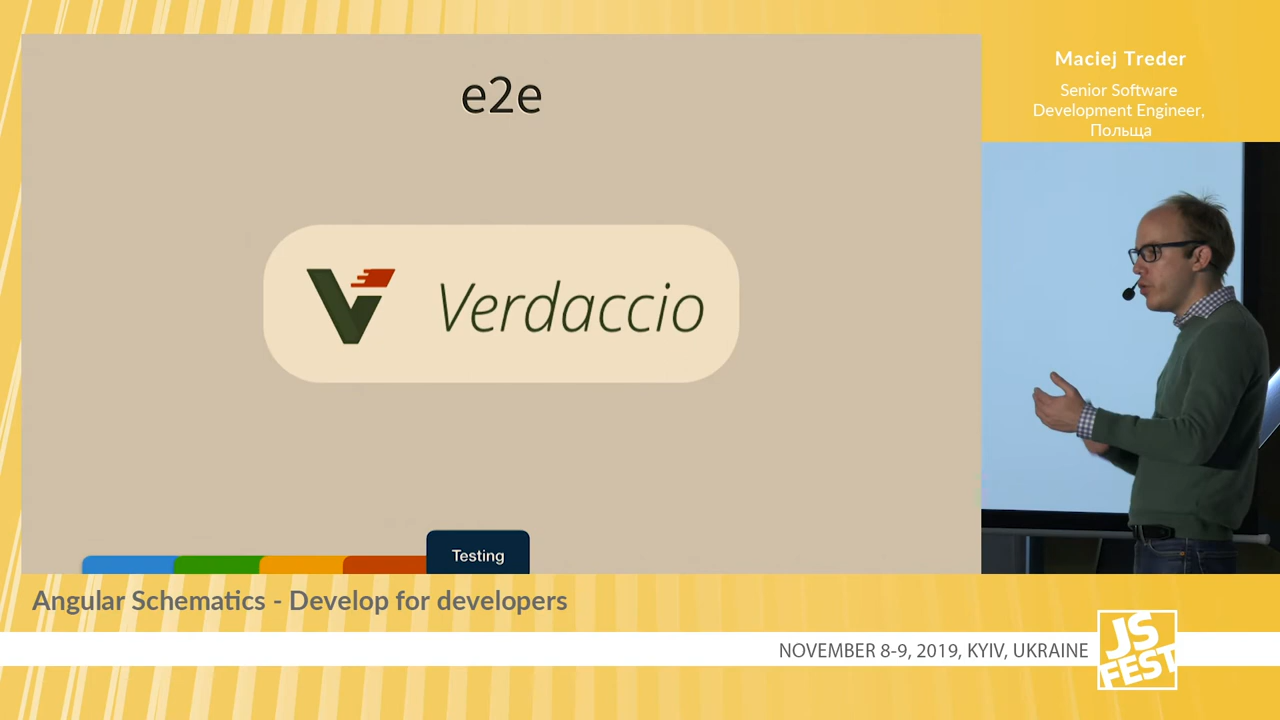 e2e
Verdaccio
Testing
Maciej Treder
Senior Software
Development Engineer,
Польща
Angular Schematics - Develop for developers
NOVEMBER 8-9, 2019, KYIV, UKRAINE
JS
FEST